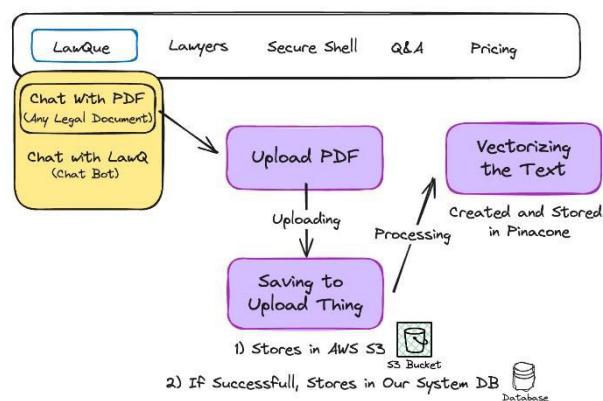 LawQue Lawyers Secure Shell Q&A Pricing
Chat With PDF
(Any Legal Document)
Chat with LawQ
(Chat Bot)
Upload PDF
Uploading
Saving to
Upload Thing
1) Stores in AWS S3
S3 Bucket
2) If Successfull, Stores in Our System DB
Database
Processing
Vectorizing
the Text
Created and Stored
in Pinacone